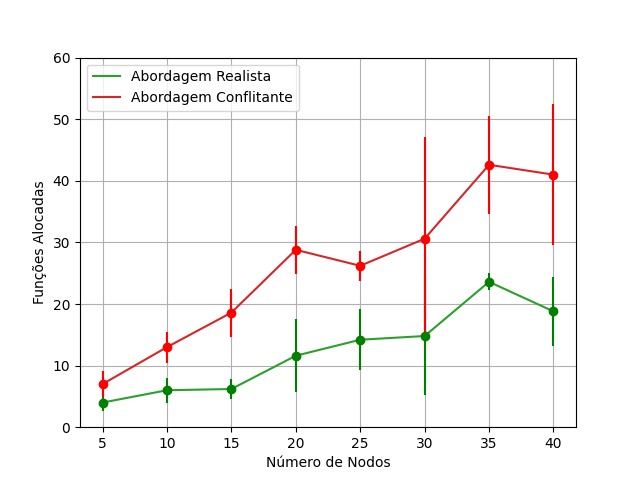 60
50
40
30
20
10
0
Funções Alocadas
Abordagem Realista
Abordagem Conflitante
5 10 15 20 25 30 35 40
Número de Nodos